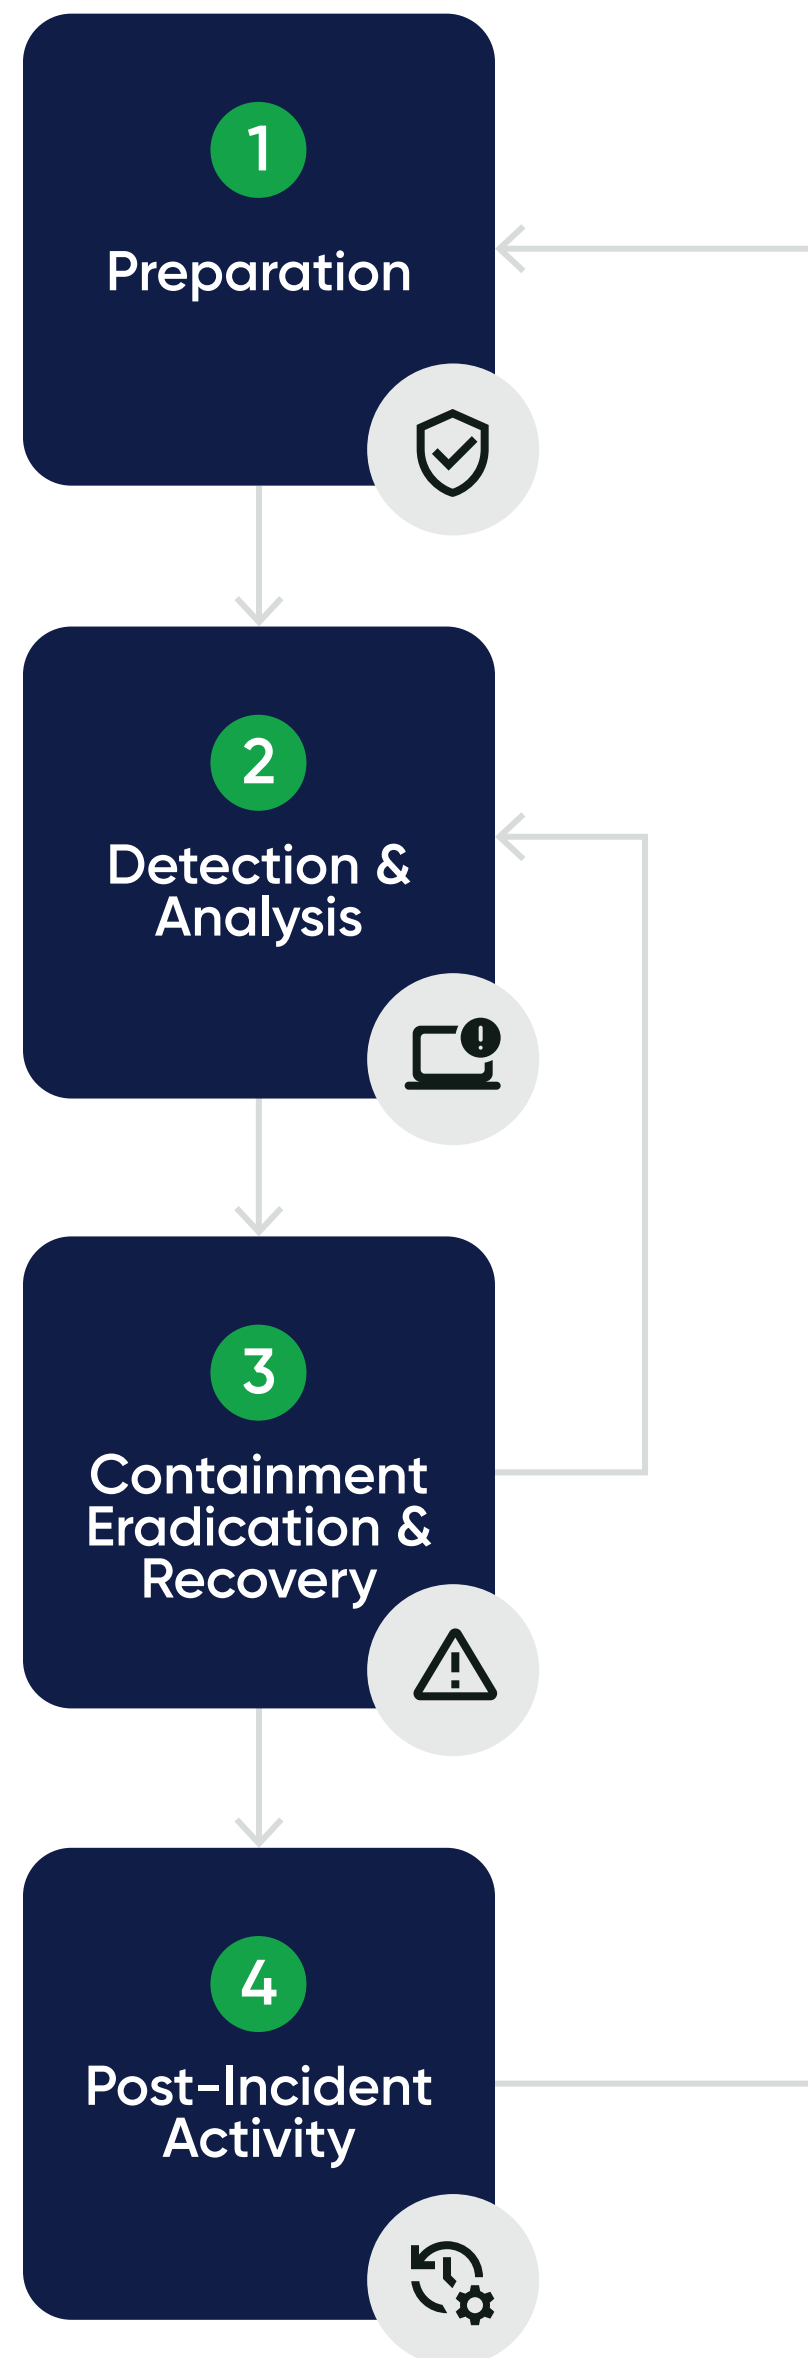 1
Preparation
2
Detection &
Analysis
3
Containment
Eradication &
Recovery
4
Post-Incident
Activity